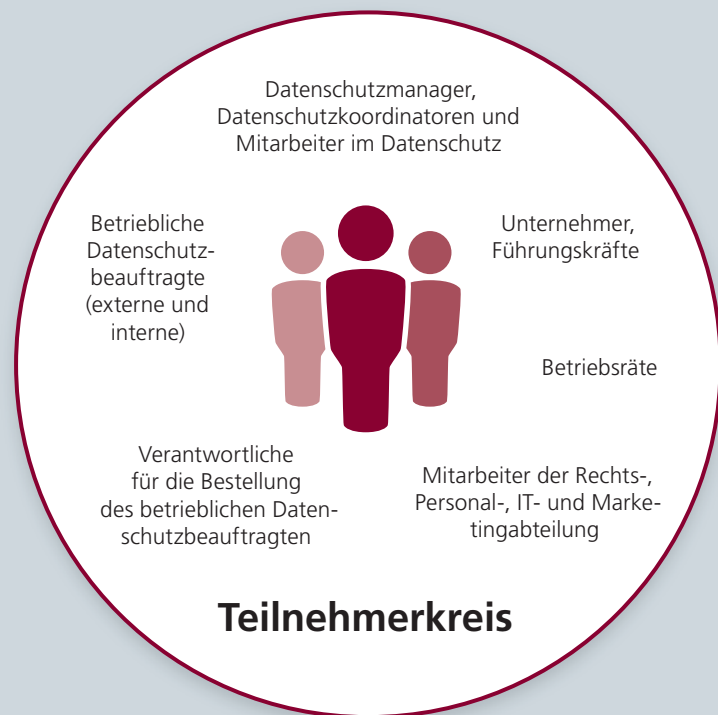 Datenschutzmanager,
Datenschutzkoordinatoren und
Mitarbeiter im Datenschutz
Betriebliche
Datenschutz-
beauftragte
(externe und
interne)
Unternehmer,
Führungskräfte
Betriebsräte
Verantwortliche
für die Bestellung
des betrieblichen Daten-
schutzbeauftragten
Mitarbeiter der Rechts-,
Personal-, IT- und Marke-
tingabteilung
Teilnehmerkreis